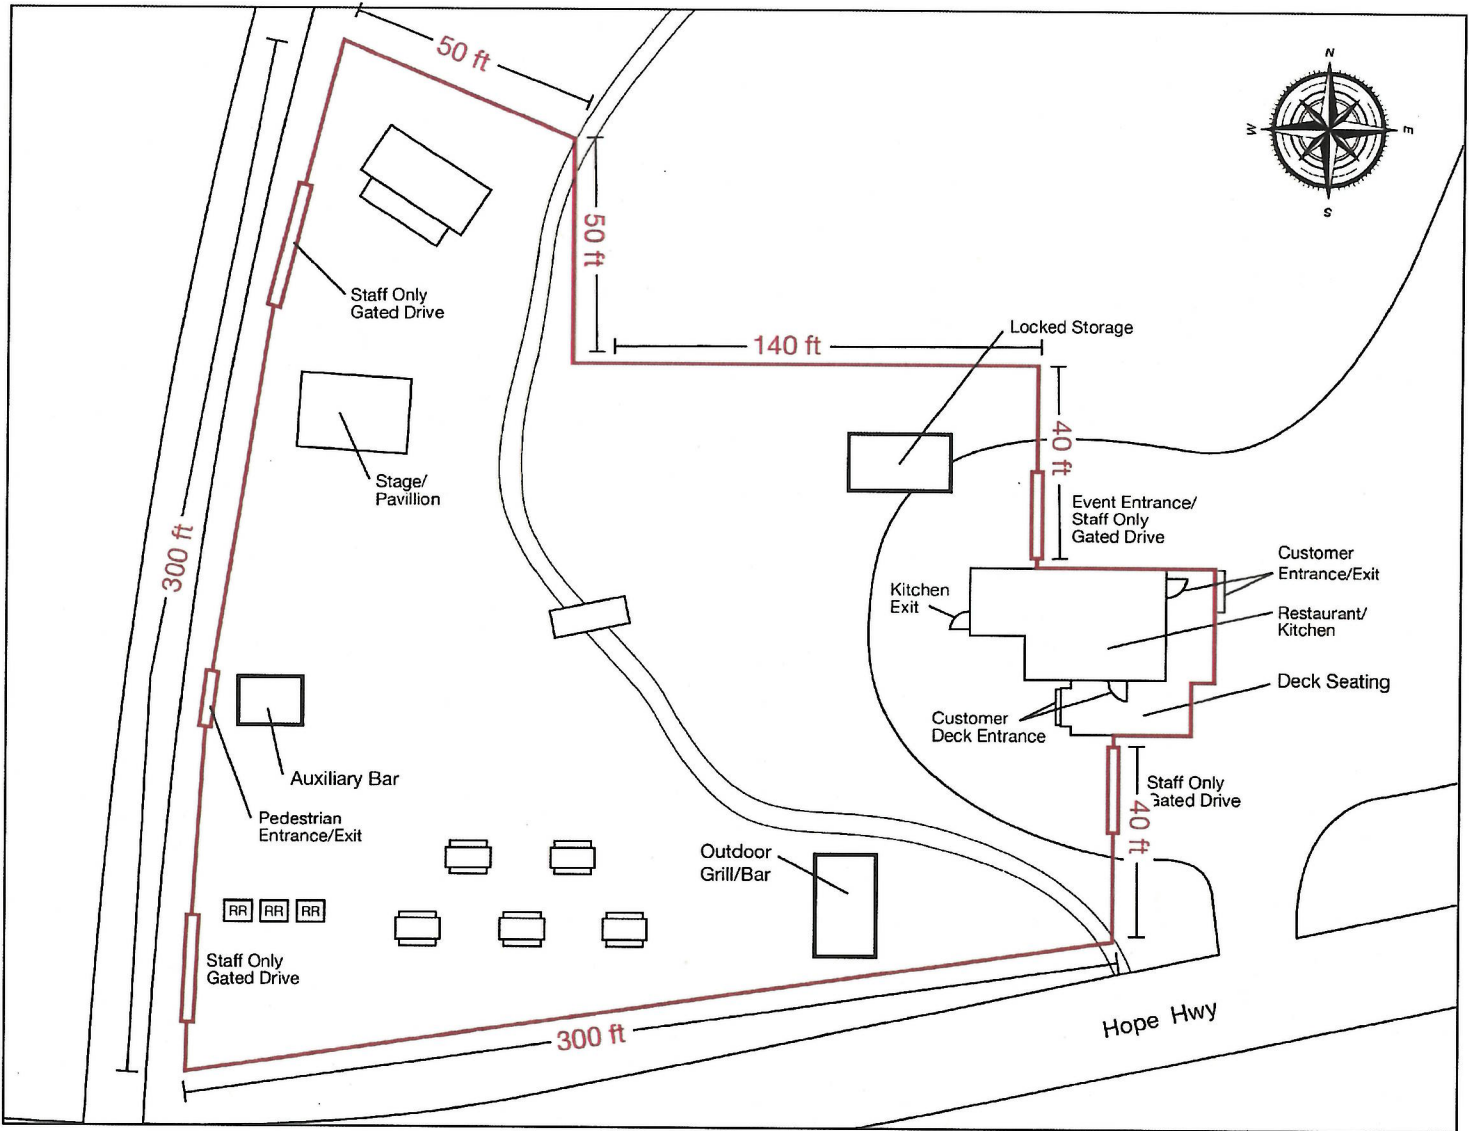 50 ft
N
W
E
S
50 ft
Staff Only
Gated Drive
Locked Storage
140 ft
40 ft
Stage/
Pavillion
Event Entrance/
Staff Only
Gated Drive
300 ft
Customer
Entrance/Exit
Kitchen
Exit
Restaurant/
Kitchen
Deck Seating
Customer
Deck Entrance
Auxiliary Bar
Staff Only
Gated Drive
40 ft
Pedestrian
Entrance/Exit
Outdoor
Grill/Bar
RR
RR
RR
Staff Only
Gated Drive
Hope Hwy
300 ft